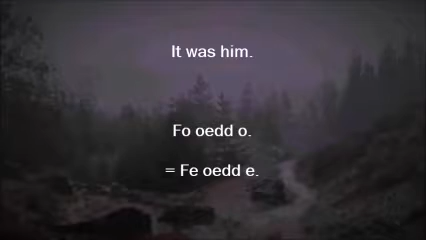 It was him.
Fo oedd o.
= Fe oedd e.